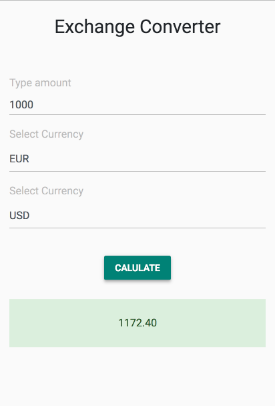 Exchange Converter
Type amount
1000
Select Currency
EUR
Select Currency
USD
CALULATE
1172.40